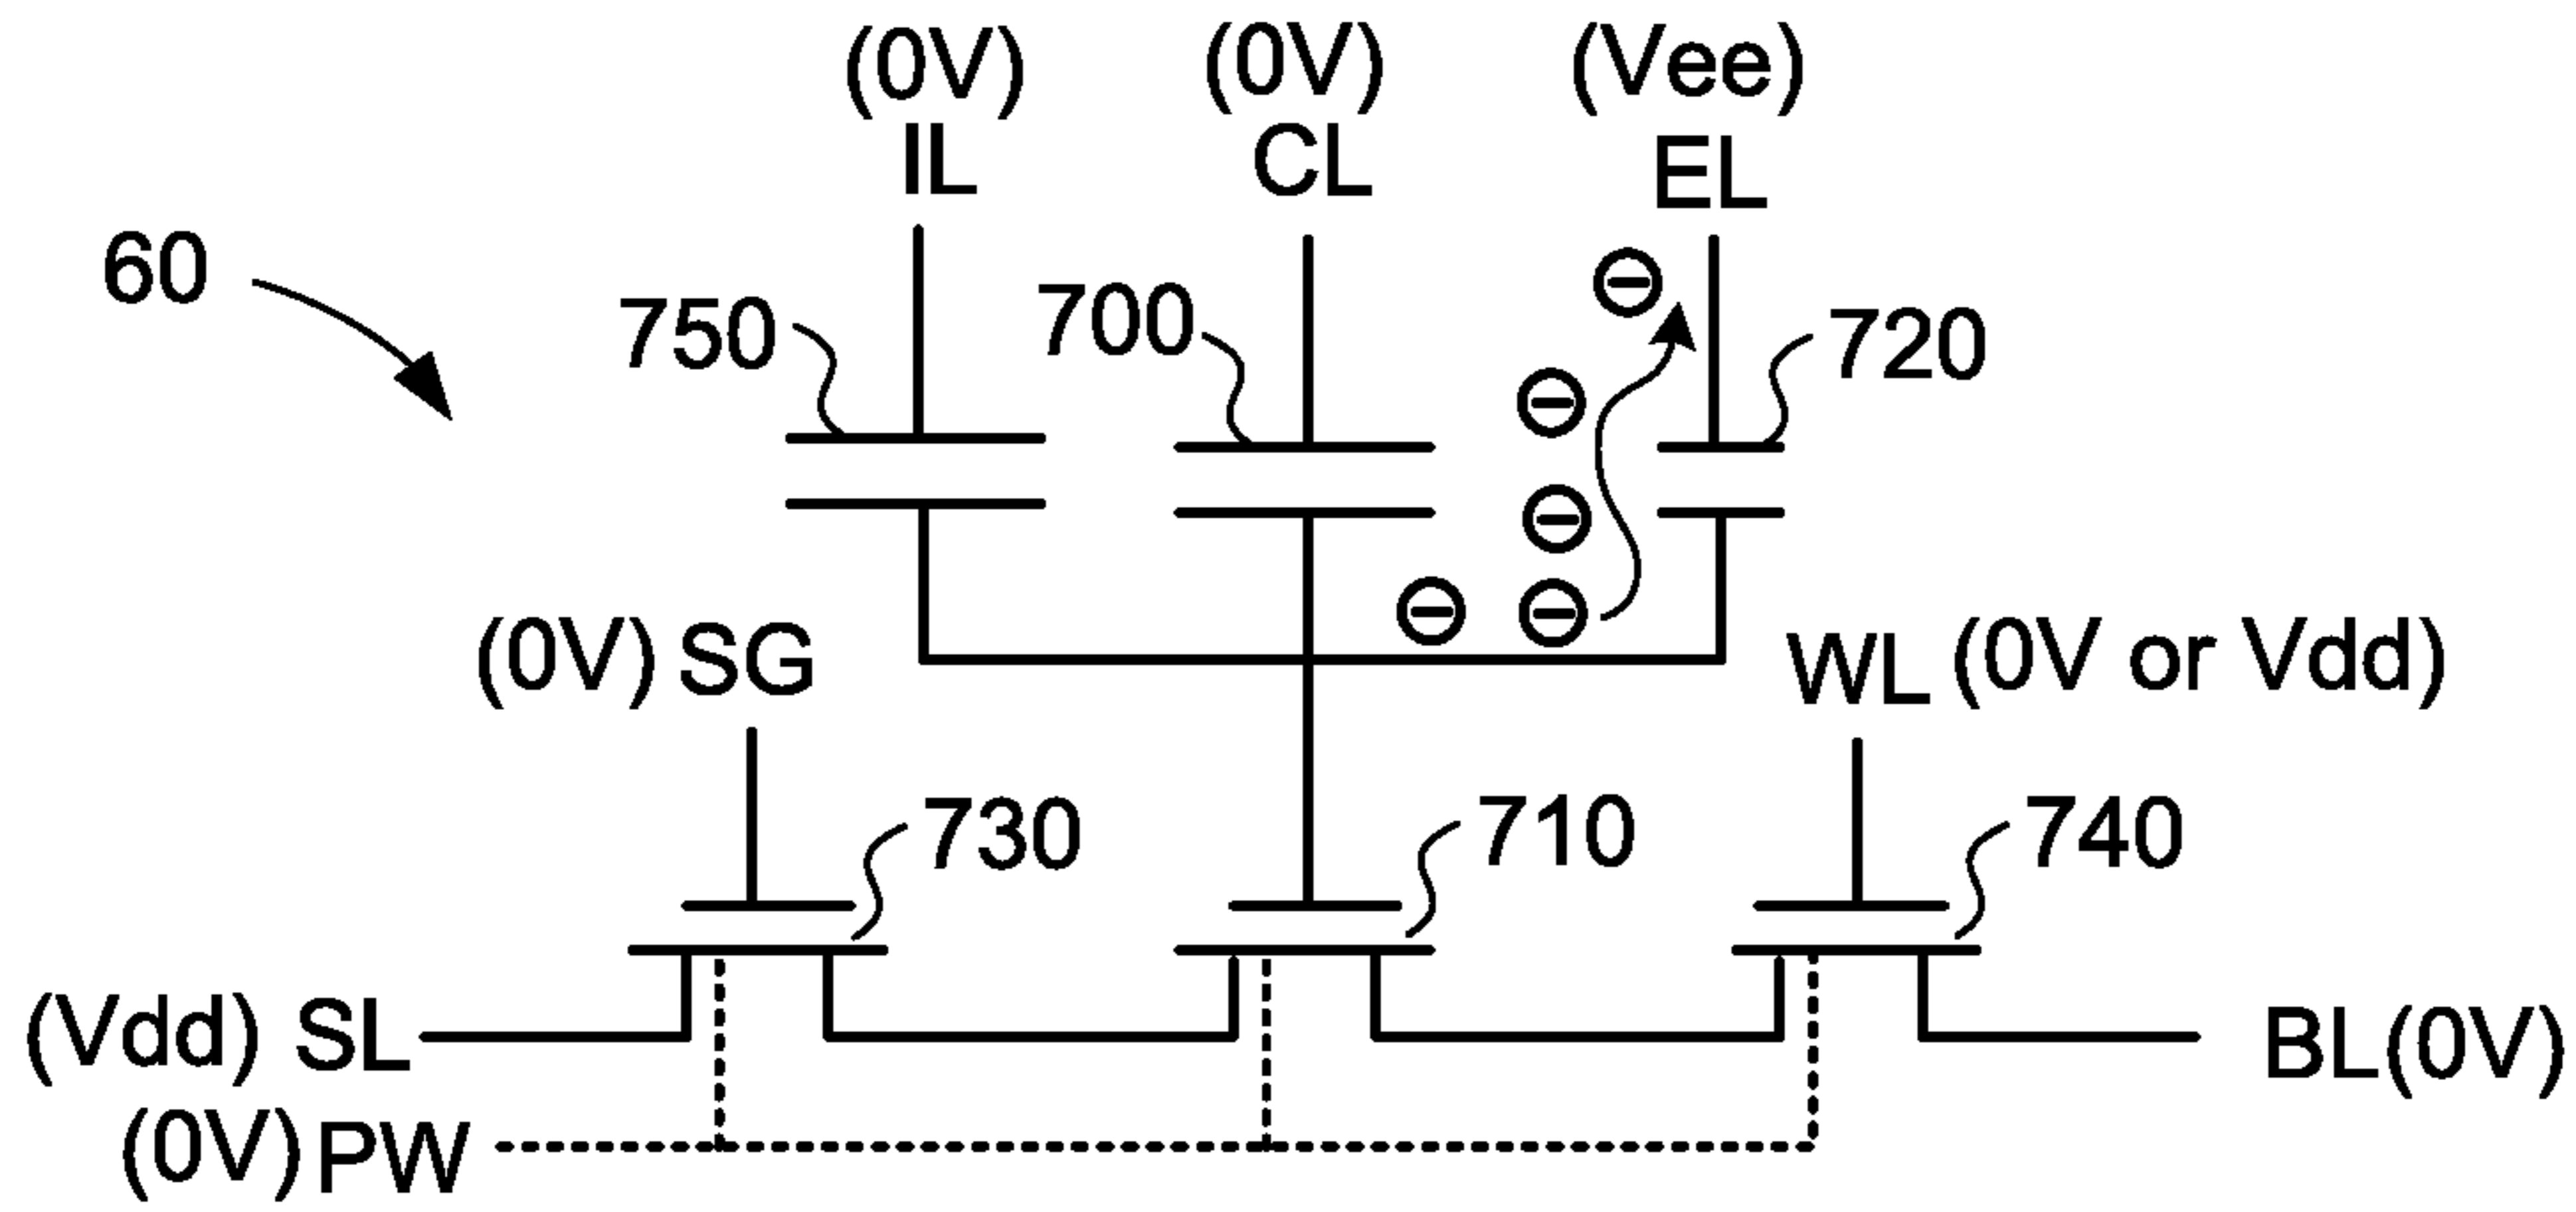 (0V) (0V) (Vee)
IL CL EL
60
750 700 720
(0V) SG WL (0V or Vdd)
730 710 740
(Vdd) SL BL(0V)
(0V) PW